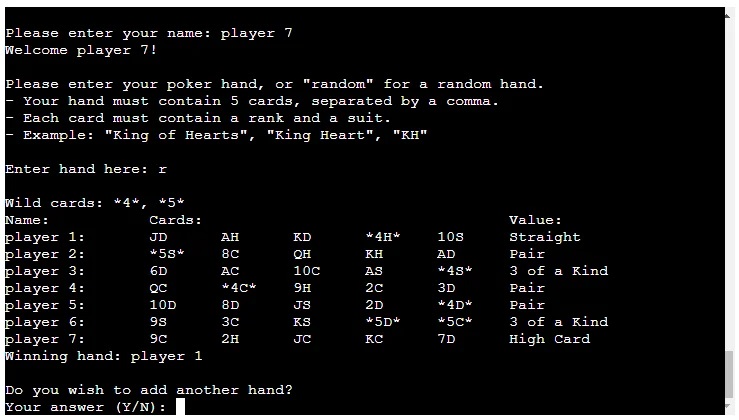 Please enter your name: player 7
Welcome player 7!
Please enter your poker hand, or "random" for a random hand.
- Your hand must contain 5 cards, separated by a comma.
- Each card must contain a rank and a suit.
- Example: "King of Hearts", "King Heart", "KH"
Enter hand here: r
Wild cards: *4*, *5*
Name: Cards: Value:
player 1: JD AH KD *4H* 10S Straight
player 2: *5S* 8C QH KH AD Pair
player 3: 6D AC 10C AS *4S* 3 of a Kind
player 4: QC *4C* 9H 2C 3D Pair
player 5: 10D 8D JS 2D *4D* Pair
player 6: 9S 3C KS *5D* *5C* 3 of a Kind
player 7: 9C 2H JC KC 7D High Card
Winning hand: player 1
Do you wish to add another hand?
Your answer (Y/N):